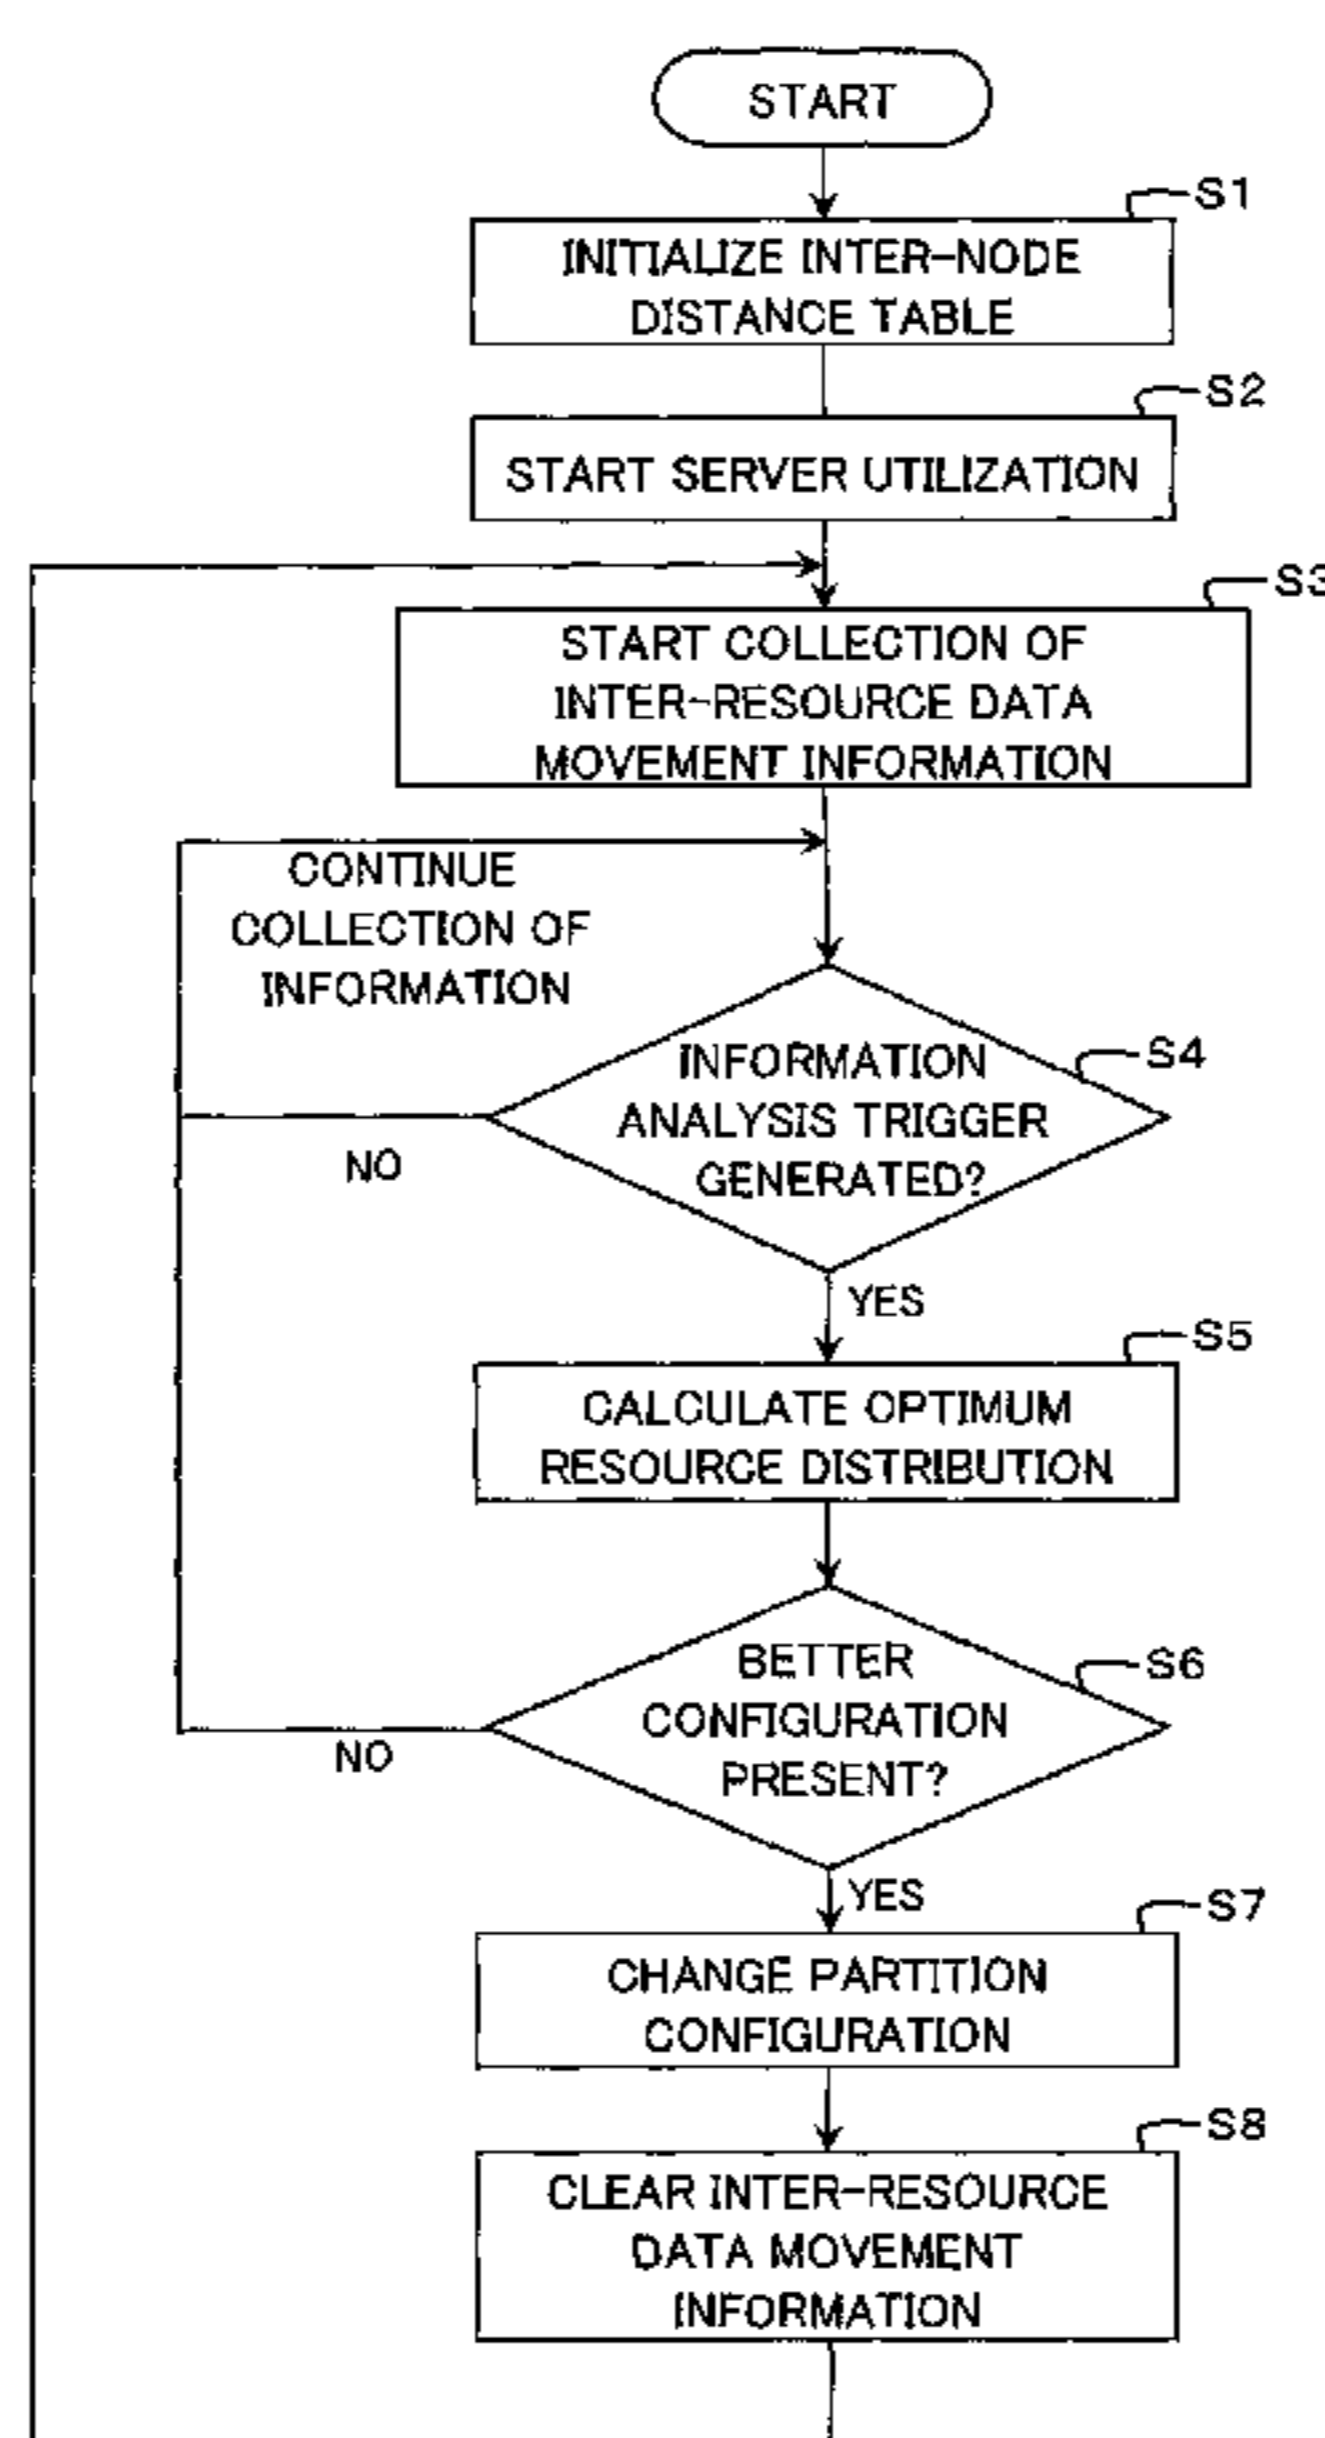 START
S1
INITIALIZE INTER-NODE
DISTANCE TABLE
S2
START SERVER UTILIZATION
S3
START COLLECTION OF
INTER-RESOURCE DATA
MOVEMENT INFORMATION
CONTINUE
COLLECTION OF
INFORMATION
S4
INFORMATION
ANALYSIS TRIGGER
GENERATED?
NO
YES
S5
CALCULATE OPTIMUM
RESOURCE DISTRIBUTION
S6
BETTER
CONFIGURATION
PRESENT?
NO
YES
S7
CHANGE PARTITION
CONFIGURATION
S8
CLEAR INTER-RESOURCE
DATA MOVEMENT
INFORMATION